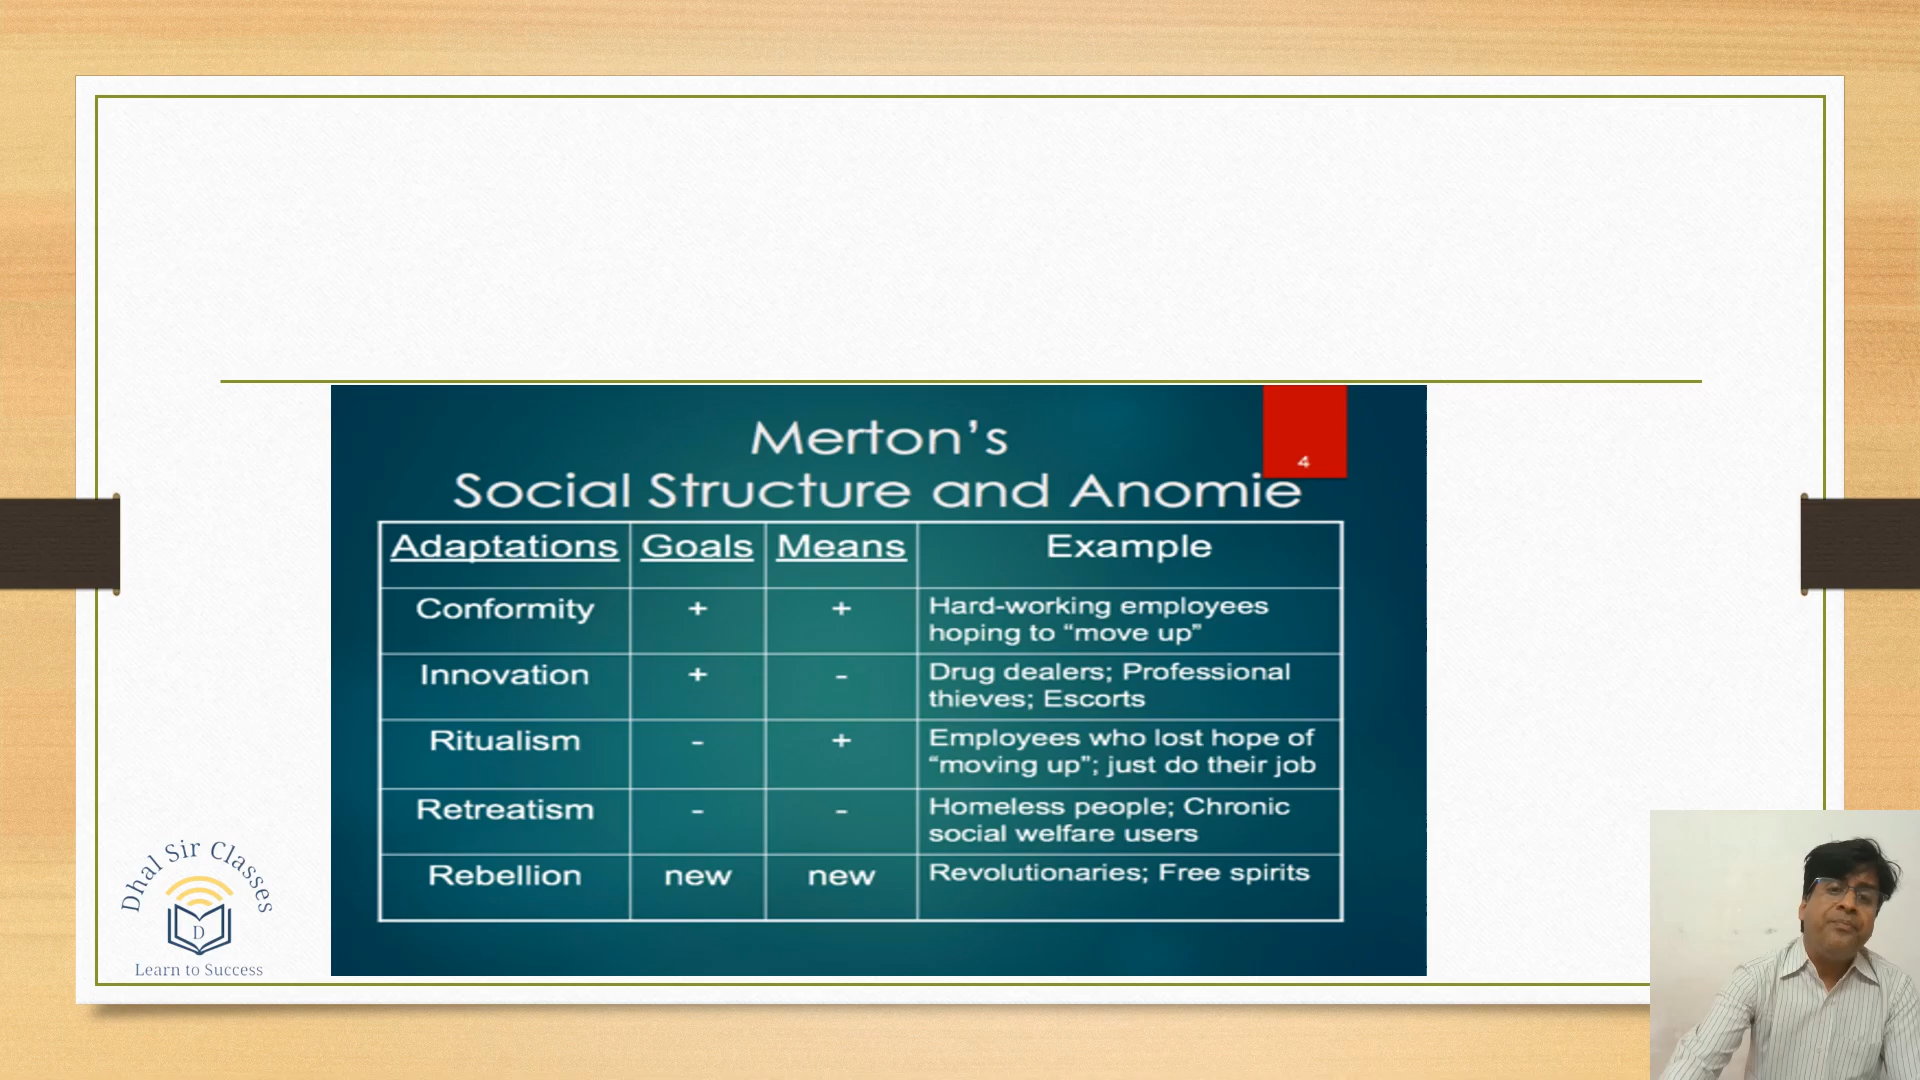 Merton’s
4
Social Structure and Anomie
Adaptations Goals Means Example
Conformity + + Hard-working employees
hoping to “move up”
Innovation + - Drug dealers; Professional
thieves; Escorts
Ritualism - + Employees who lost hope of
“moving up”; just do their job
Retreatism - - Homeless people; Chronic
social welfare users
Rebellion new new Revolutionaries; Free spirits
Dhal Sir Classes
D
Learn to Success